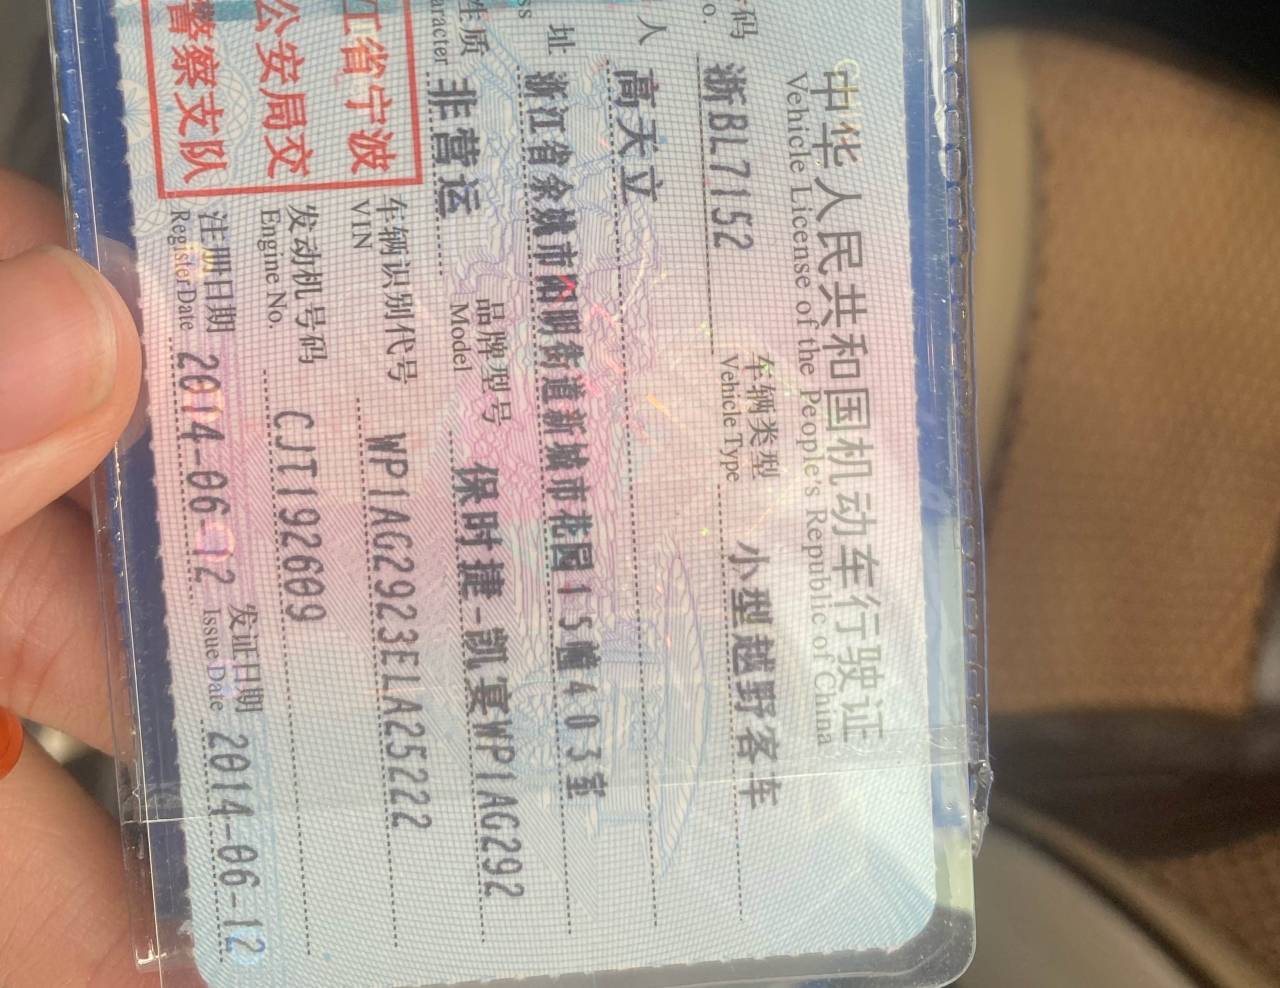 中华人民共和国机动车行驶证
Vehicle License of the People's Republic of China
号码 浙BL7152 车辆类型 小型越野客车
No. Vehicle Type
人 高天立
址 浙江省余姚市阳明街道新城市花园15幢403室
ss
性质 非营运 品牌型号 保时捷-凯宴WP1AG292
aracter Model
江省宁波
公安局交
警察支队
车辆识别代号 WP1AG2923ELA25222
VIN
发动机号码 CJT192609
Engine No.
注册日期 2014-06-12 发证日期 2014-06-12
Register Date Issue Date